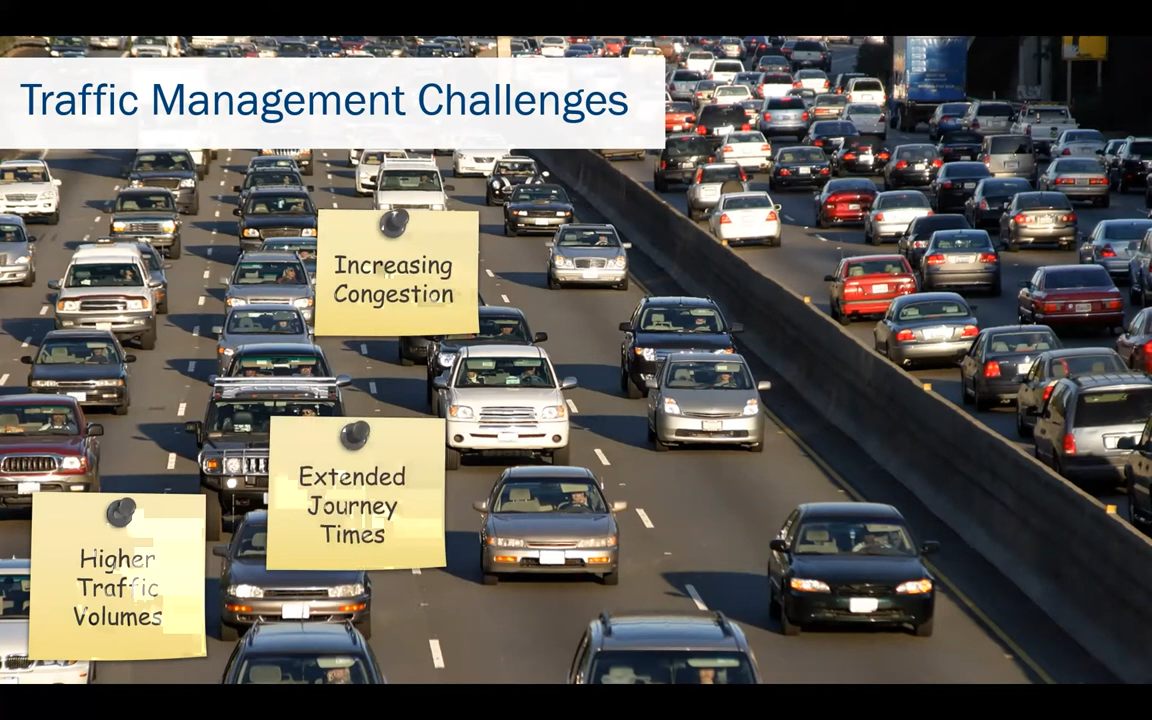 Traffic Management Challenges
Increasing
Congestion
Extended
Journey
Times
Higher
Traffic
Volumes